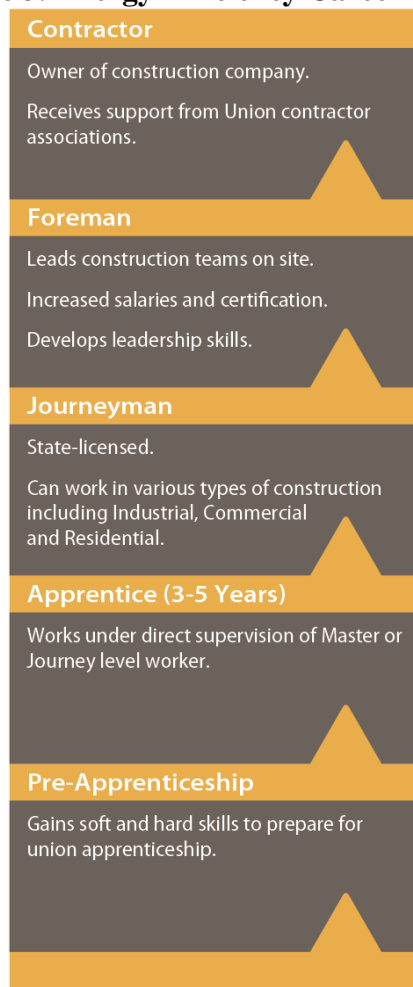 Contractor
Owner of construction company.
Receives support from Union contractor
associations.
Foreman
Leads construction teams on site.
Increased salaries and certification.
Develops leadership skills.
Journeyman
State-licensed.
Can work in various types of construction
including Industrial, Commercial
and Residential.
Apprentice (3-5 Years)
Works under direct supervision of Master or
Journey level worker.
Pre-Apprenticeship
Gains soft and hard skills to prepare for
union apprenticeship.